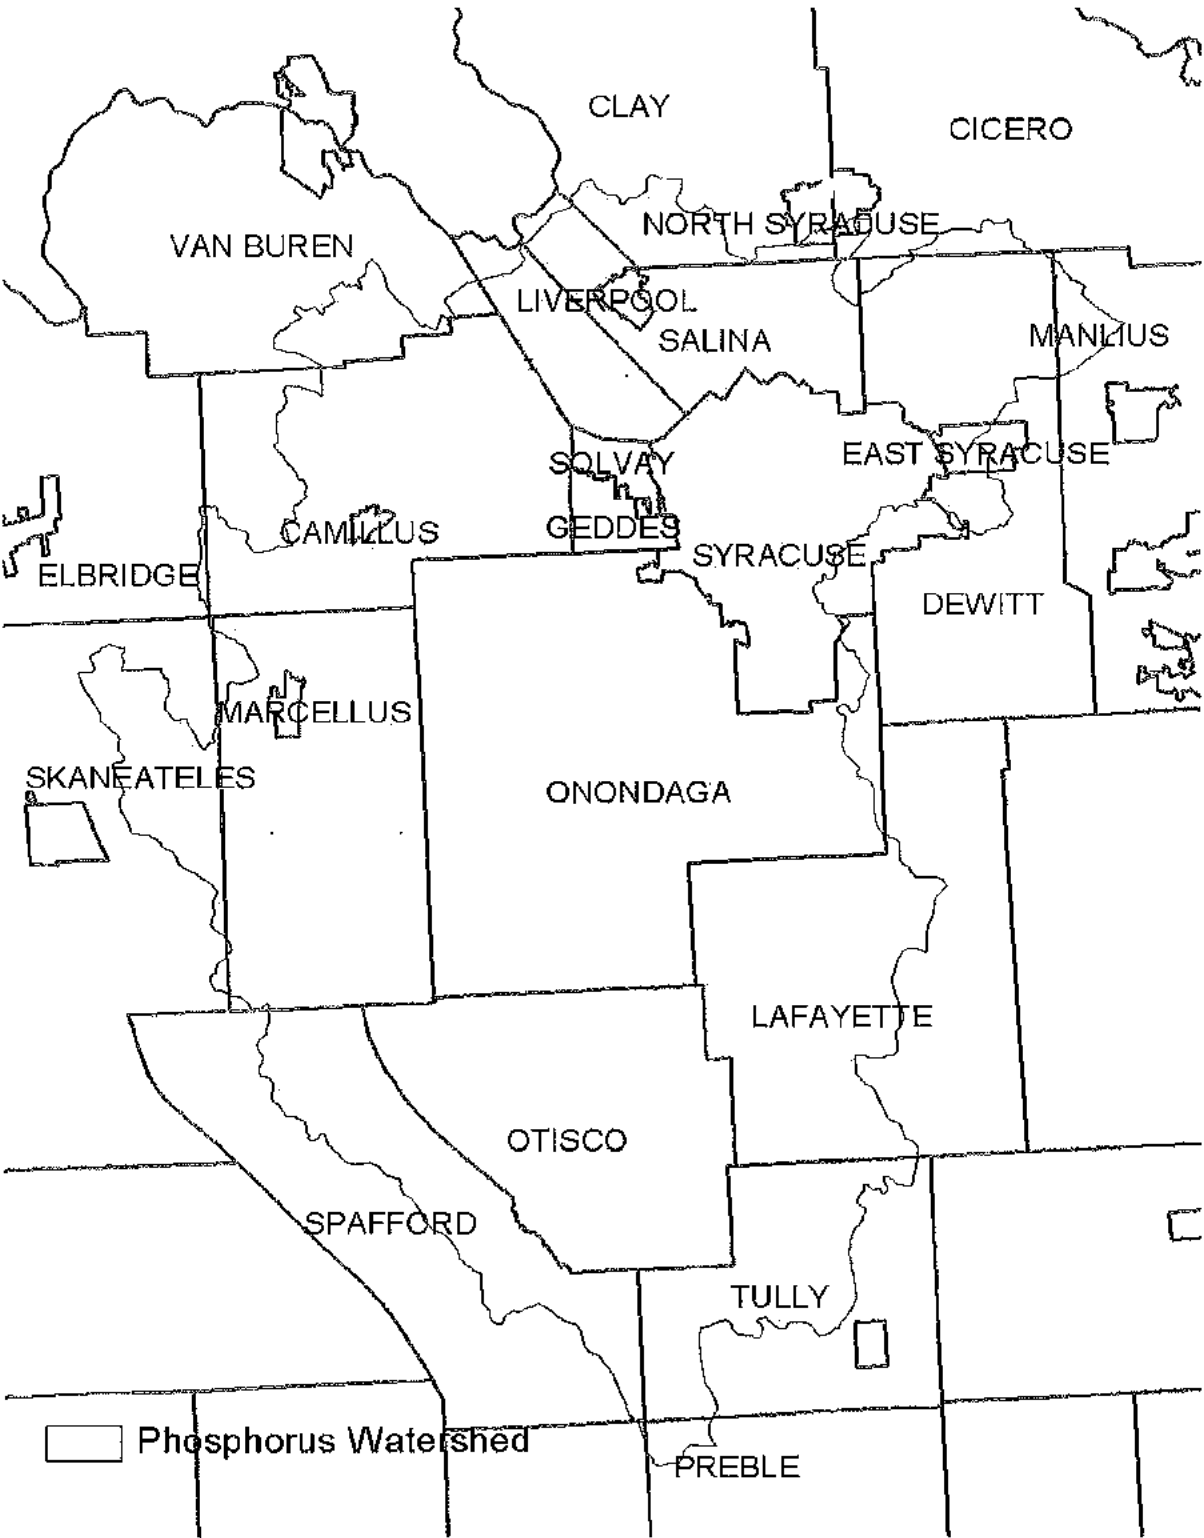 CLAY
CICERO
NORTH SYRACUSE
VAN BUREN
LIVERPOOL
SALINA
MANLIUS
EAST SYRACUSE
SOLVAY
CAMILLUS
GEDDES
SYRACUSE
ELBRIDGE
DEWITT
MARCELLUS
SKANEATELES
ONONDAGA
LAFAYETTE
OTISCO
SPAFFORD
TULLY
Phosphorus Watershed
PREBLE